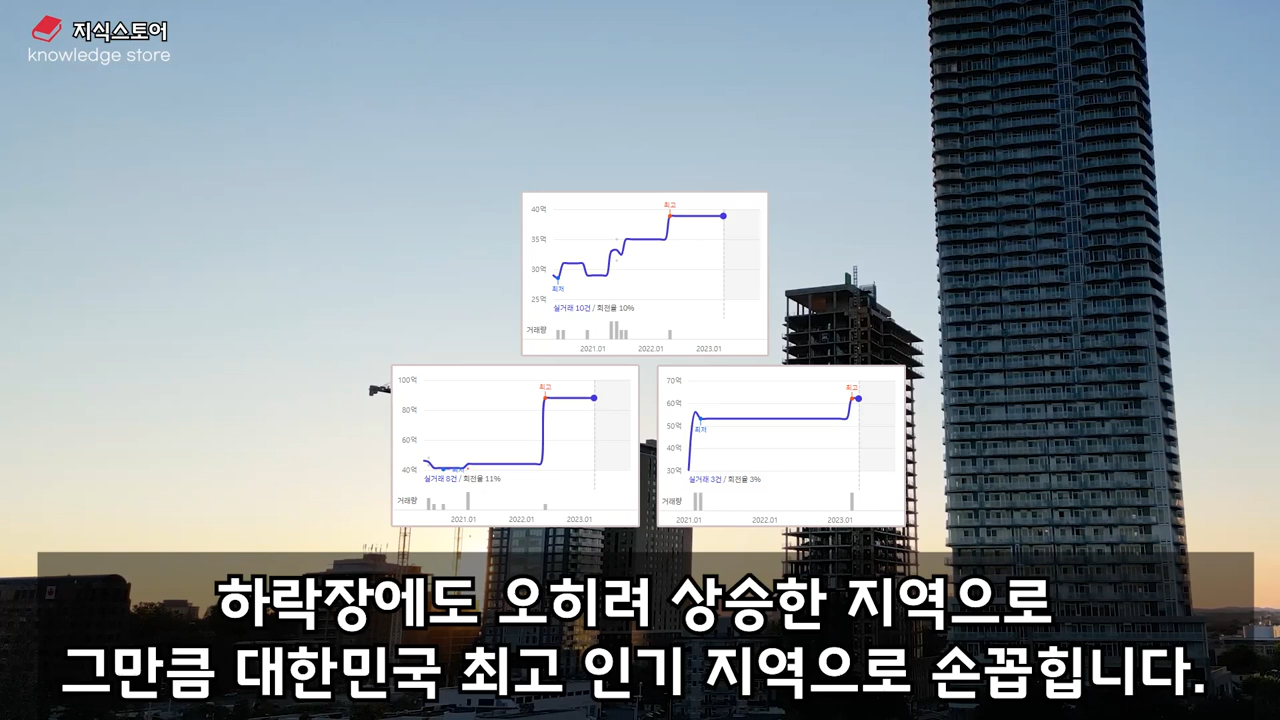 지식스토어
knowledge store
40억
최고
35억
30억
최저
25억
실거래 10건 / 회전율 10%
거래량
2021.01 2022.01 2023.01
100억
최고
80억
60억
40억
최저
실거래 8건 / 회전율 11%
거래량
2021.01 2022.01 2023.01
70억
최고
60억
50억
최저
40억
30억
실거래 3건 / 회전율 3%
거래량
2021.01 2022.01 2023.01
하락장에도 오히려 상승한 지역으로
그만큼 대한민국 최고 인기 지역으로 손꼽힙니다.